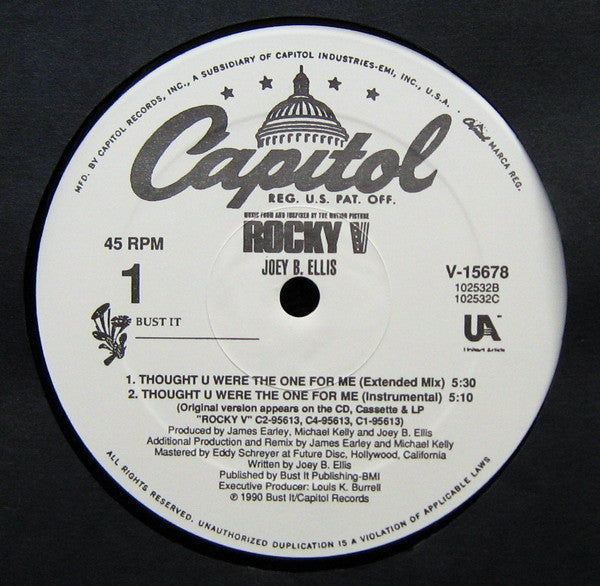 MFD. BY CAPITOL RECORDS, INC., A SUBSIDIARY OF CAPITOL INDUSTRIES-EMI, INC., U.S.A.
Capitol MARCA REG.
Capitol
REG. U.S. PAT. OFF.
MUSIC FROM AND INSPIRED BY THE MOTION PICTURE
ROCKY V
JOEY B. ELLIS
45 RPM
1
BUST IT
V-15678
102532B
102532C
UA
United Artists
1. THOUGHT U WERE THE ONE FOR ME (Extended Mix) 5:30
2. THOUGHT U WERE THE ONE FOR ME (Instrumental) 5:10
(Original version appears on the CD, Cassette & LP
"ROCKY V" C2-95613, C4-95613, C1-95613)
Produced by James Earley, Michael Kelly and Joey B. Ellis
Additional Production and Remix by James Earley and Michael Kelly
Mastered by Eddy Schreyer at Future Disc, Hollywood, California
Written by Joey B. Ellis
Published by Bust It Publishing-BMI
Executive Producer: Louis K. Burrell
℗ 1990 Bust It/Capitol Records
ALL RIGHTS RESERVED. UNAUTHORIZED DUPLICATION IS A VIOLATION OF APPLICABLE LAWS